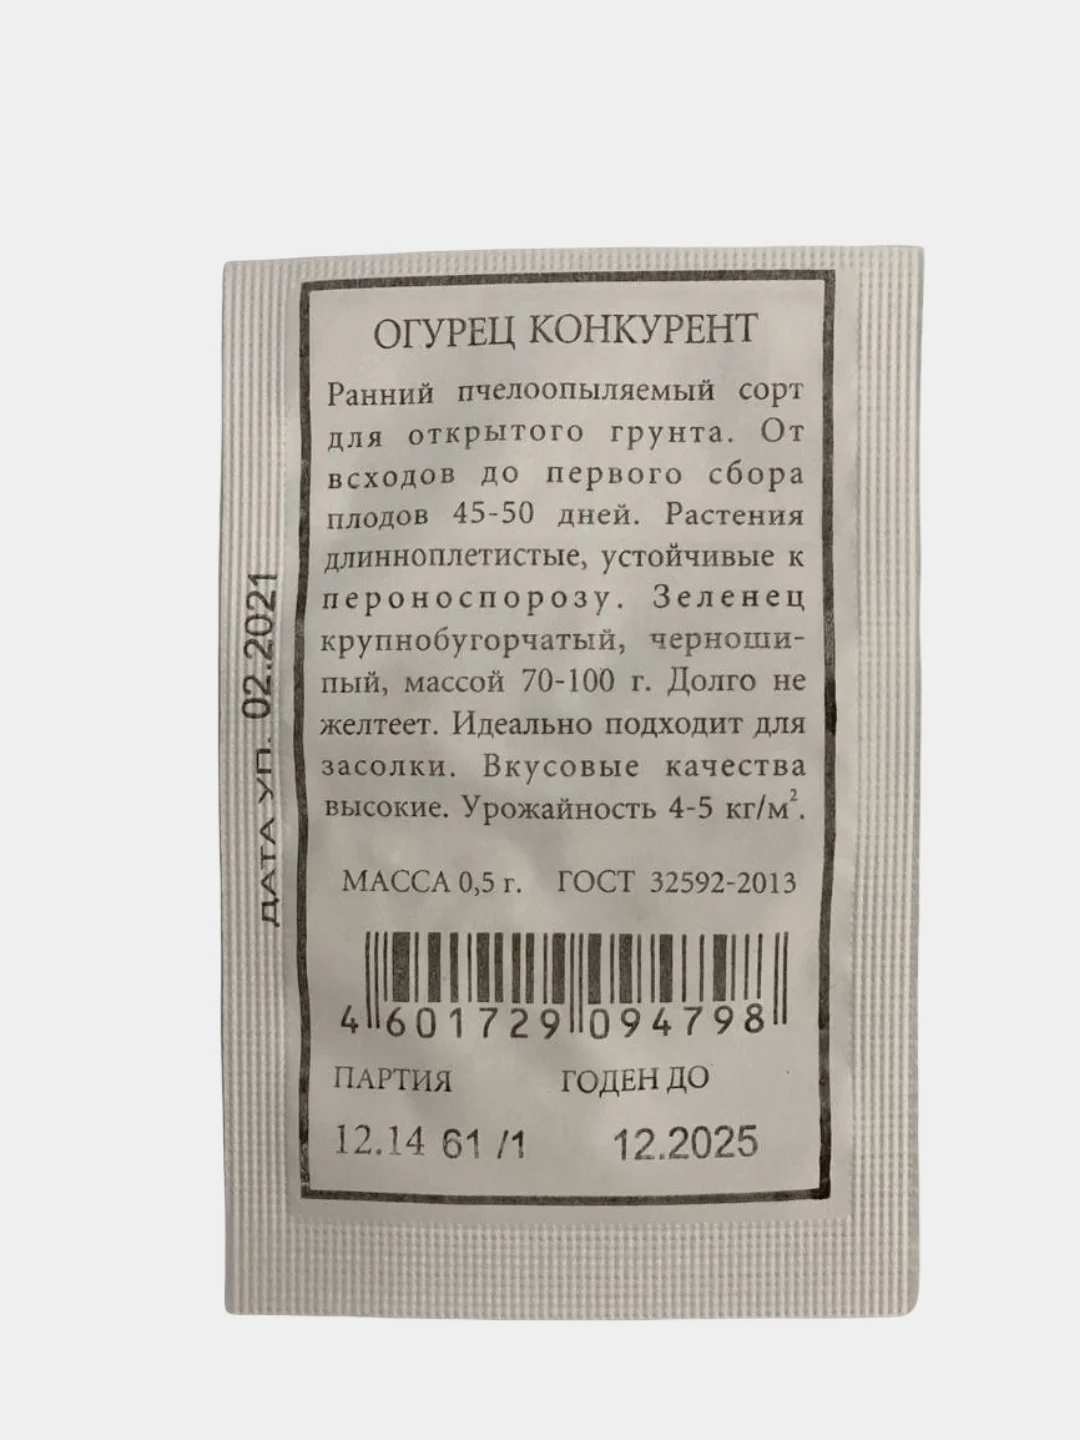 ОГУРЕЦ КОНКУРЕНТ
Ранний пчелоопыляемый сорт
для открытого грунта. От
всходов до первого сбора
плодов 45-50 дней. Растения
длинноплетистые, устойчивые к
пероноспорозу. Зеленец
крупнобугорчатый, черноши-
пый, массой 70-100 г. Долго не
желтеет. Идеально подходит для
засолки. Вкусовые качества
высокие. Урожайность 4-5 кг/м².
МАССА 0,5 г. ГОСТ 32592-2013
4 601729 094798
ПАРТИЯ ГОДЕН ДО
12.14 61 /1 12.2025
ДАТА УП. 02.2021